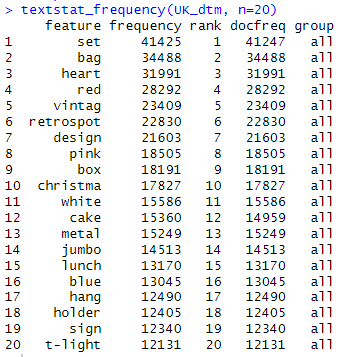 > textstat_frequency(UK_dtm, n=20)
feature frequency rank docfreq group
1 set 41425 1 41247 all
2 bag 34488 2 34488 all
3 heart 31991 3 31991 all
4 red 28292 4 28292 all
5 vintag 23409 5 23409 all
6 retrospot 22830 6 22830 all
7 design 21603 7 21603 all
8 pink 18505 8 18505 all
9 box 18191 9 18191 all
10 christma 17827 10 17827 all
11 white 15586 11 15586 all
12 cake 15360 12 14959 all
13 metal 15249 13 15249 all
14 jumbo 14513 14 14513 all
15 lunch 13170 15 13170 all
16 blue 13045 16 13045 all
17 hang 12490 17 12490 all
18 holder 12405 18 12405 all
19 sign 12340 19 12340 all
20 t-light 12131 20 12131 all